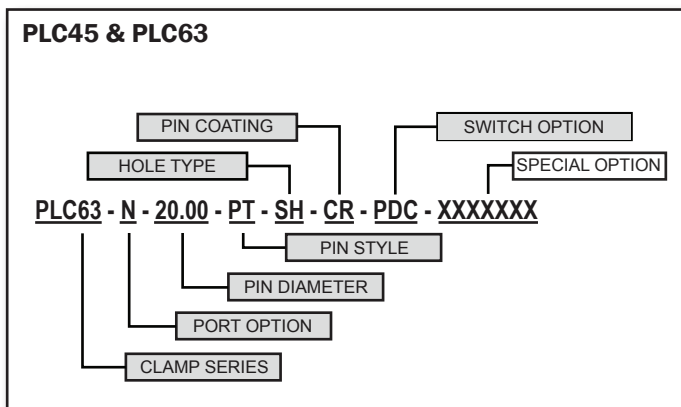 PLC45 & PLC63
PIN COATING
SWITCH OPTION
HOLE TYPE
SPECIAL OPTION
PLC63 - N - 20.00 - PT - SH - CR - PDC - XXXXXXX
PIN STYLE
PIN DIAMETER
PORT OPTION
CLAMP SERIES